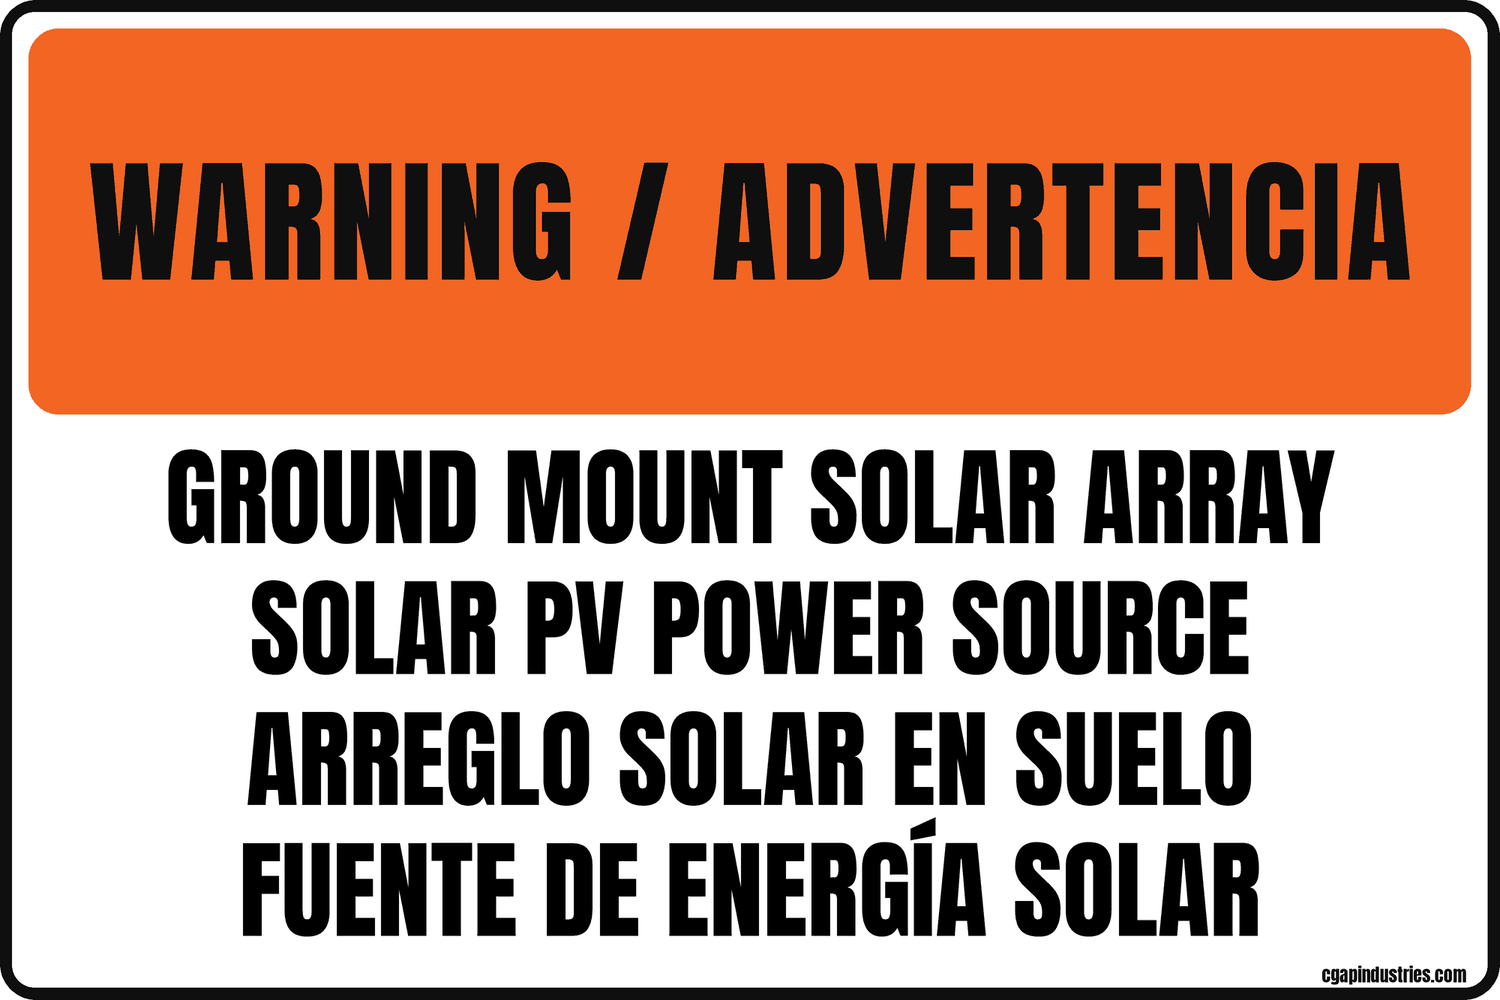 WARNING / ADVERTENCIA
GROUND MOUNT SOLAR ARRAY
SOLAR PV POWER SOURCE
ARREGLO SOLAR EN SUELO
FUENTE DE ENERGÍA SOLAR
cgapindustries.com